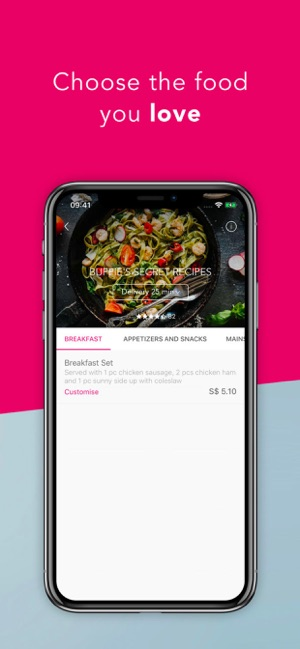 Choose the food
you love
09:41
BUFFIE'S SECRET RECIPES
Delivery 25 mins
BREAKFAST APPETIZERS AND SNACKS MAINS
Breakfast Set
Served with 1 pc chicken sausage, 2 pcs chicken ham
and 1 pc sunny side up with coleslaw
Customise S$ 5.10